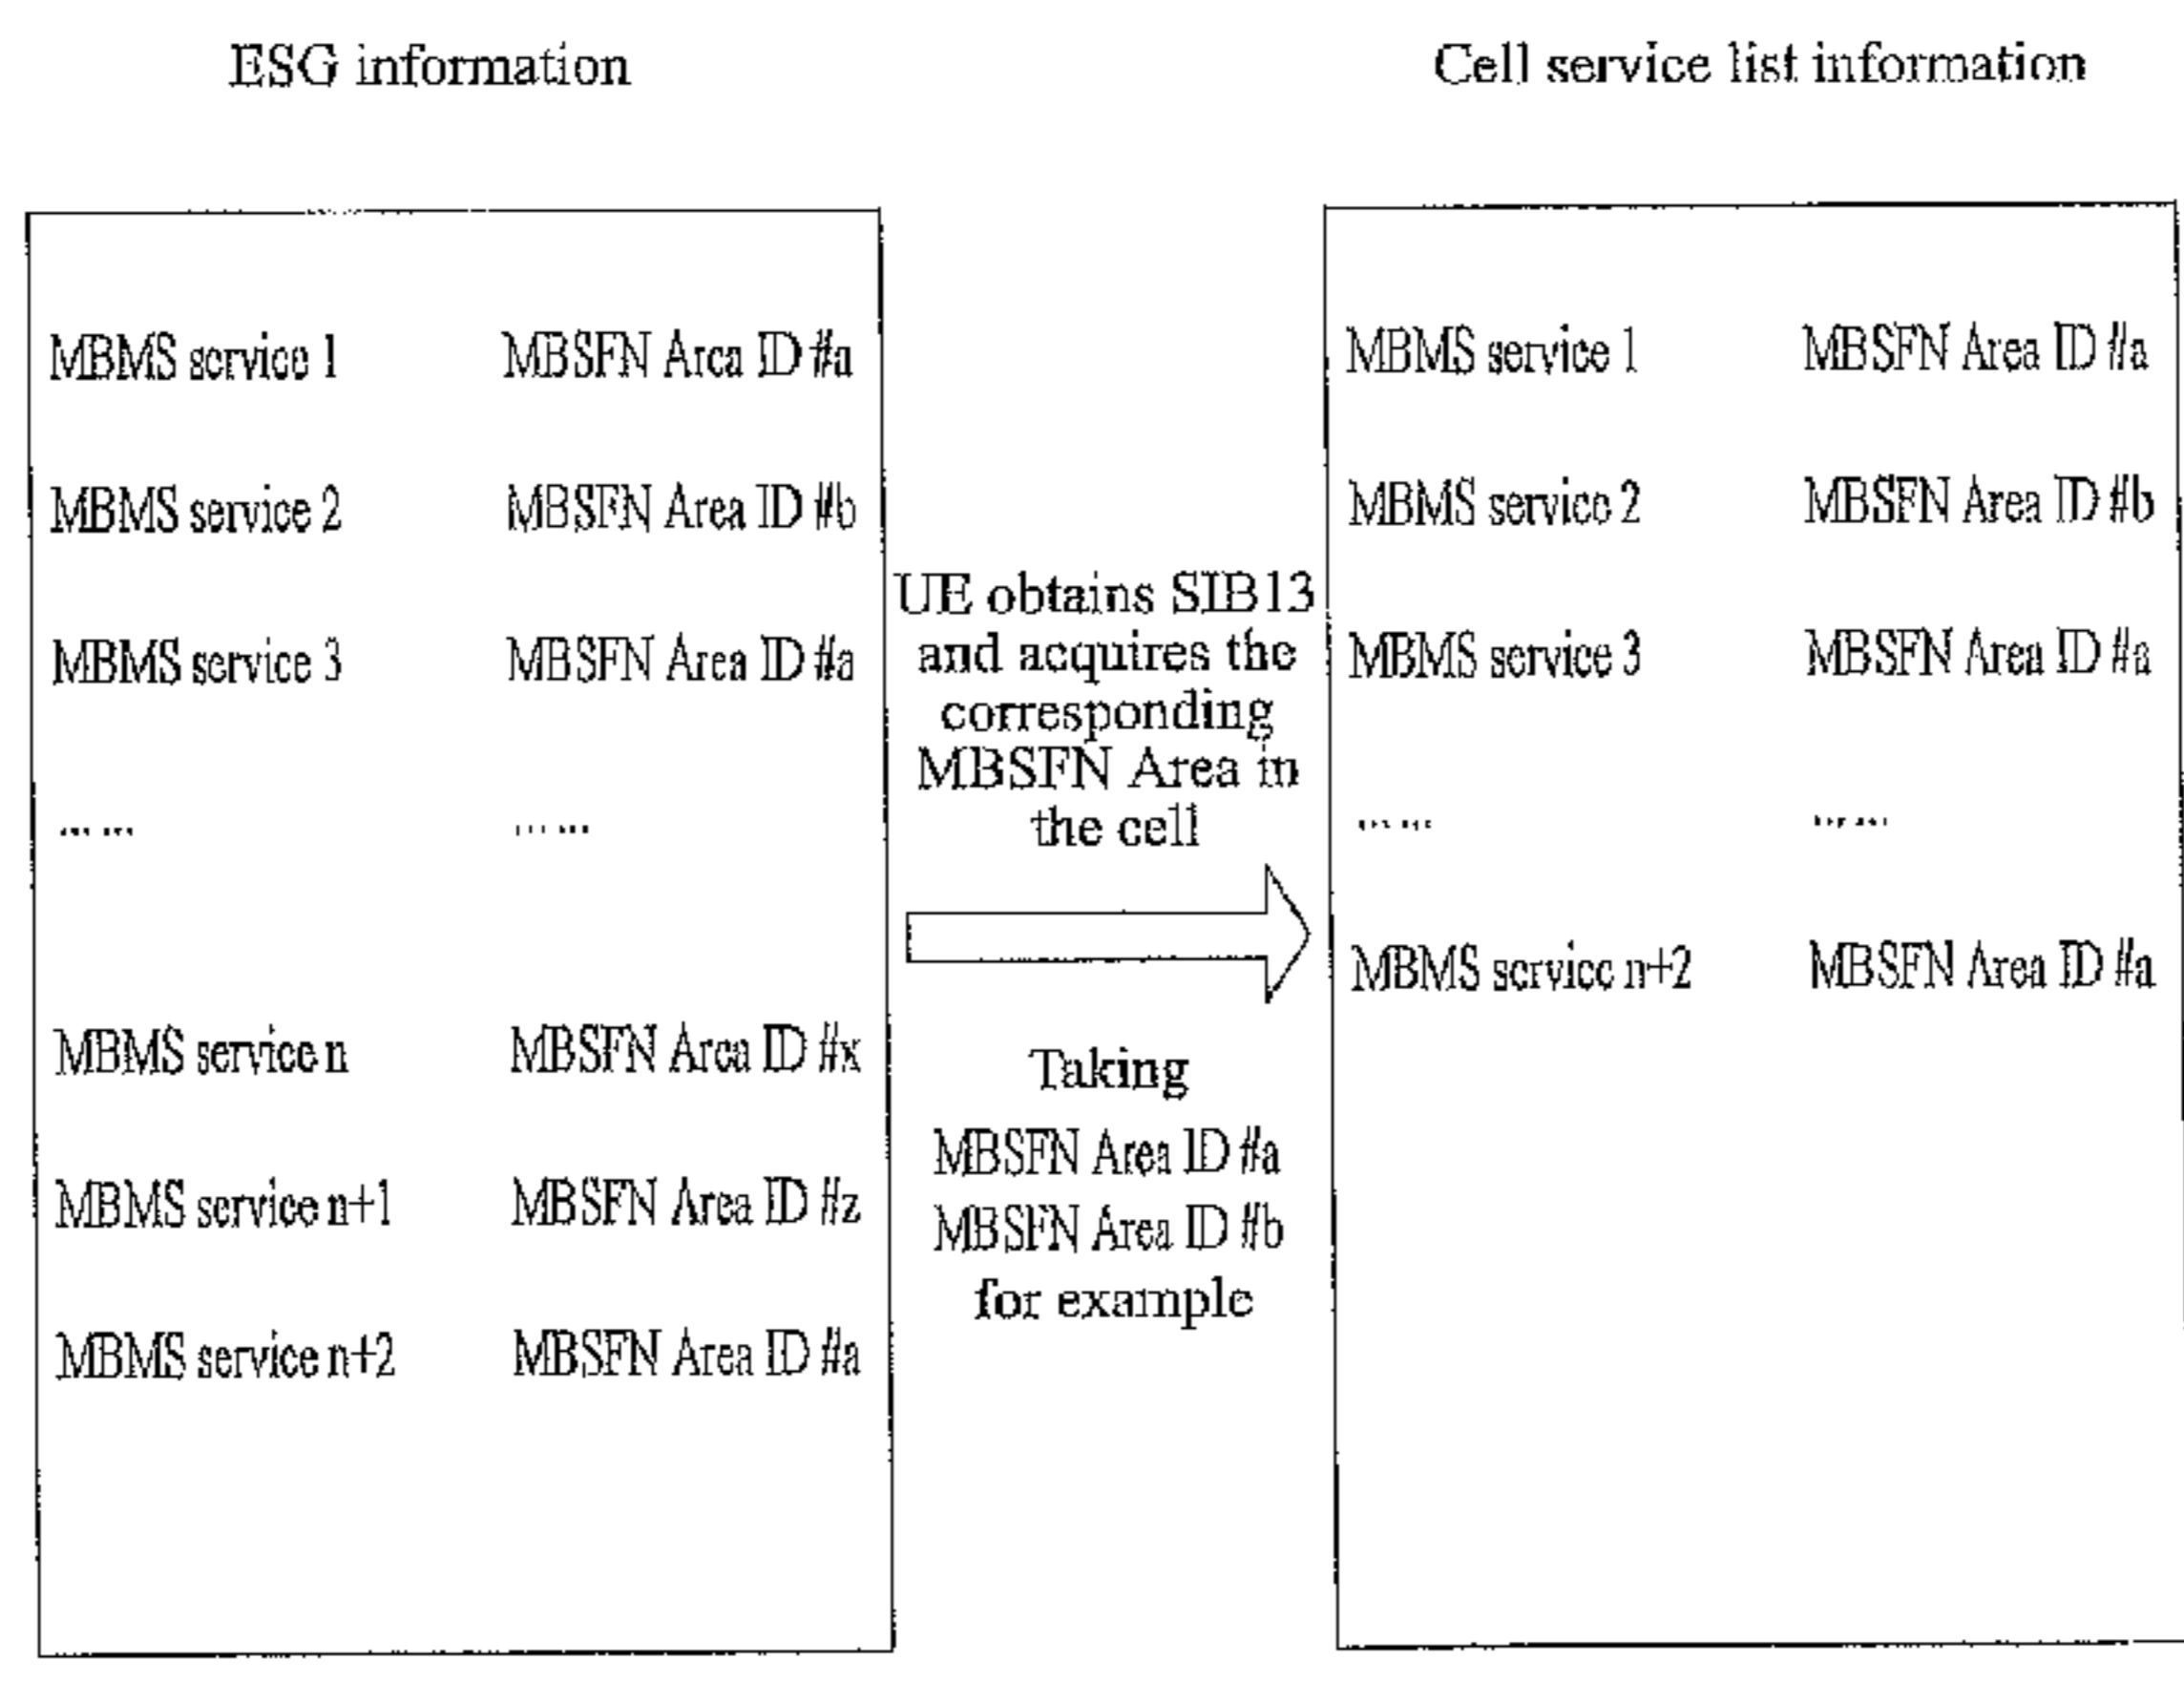 ESG information
Cell service list information
MBMS service 1 MBSFN Area ID #a
MBMS service 2 MBSFN Area ID #b
MBMS service 3 MBSFN Area ID #a
...... ......
MBMS service n MBSFN Area ID #x
MBMS service n+1 MBSFN Area ID #z
MBMS service n+2 MBSFN Area ID #a
UE obtains SIB13
and acquires the
corresponding
MBSFN Area in
the cell
Taking
MBSFN Area ID #a
MBSFN Area ID #b
for example
MBMS service 1 MBSFN Area ID #a
MBMS service 2 MBSFN Area ID #b
MBMS service 3 MBSFN Area ID #a
...... ......
MBMS service n+2 MBSFN Area ID #a